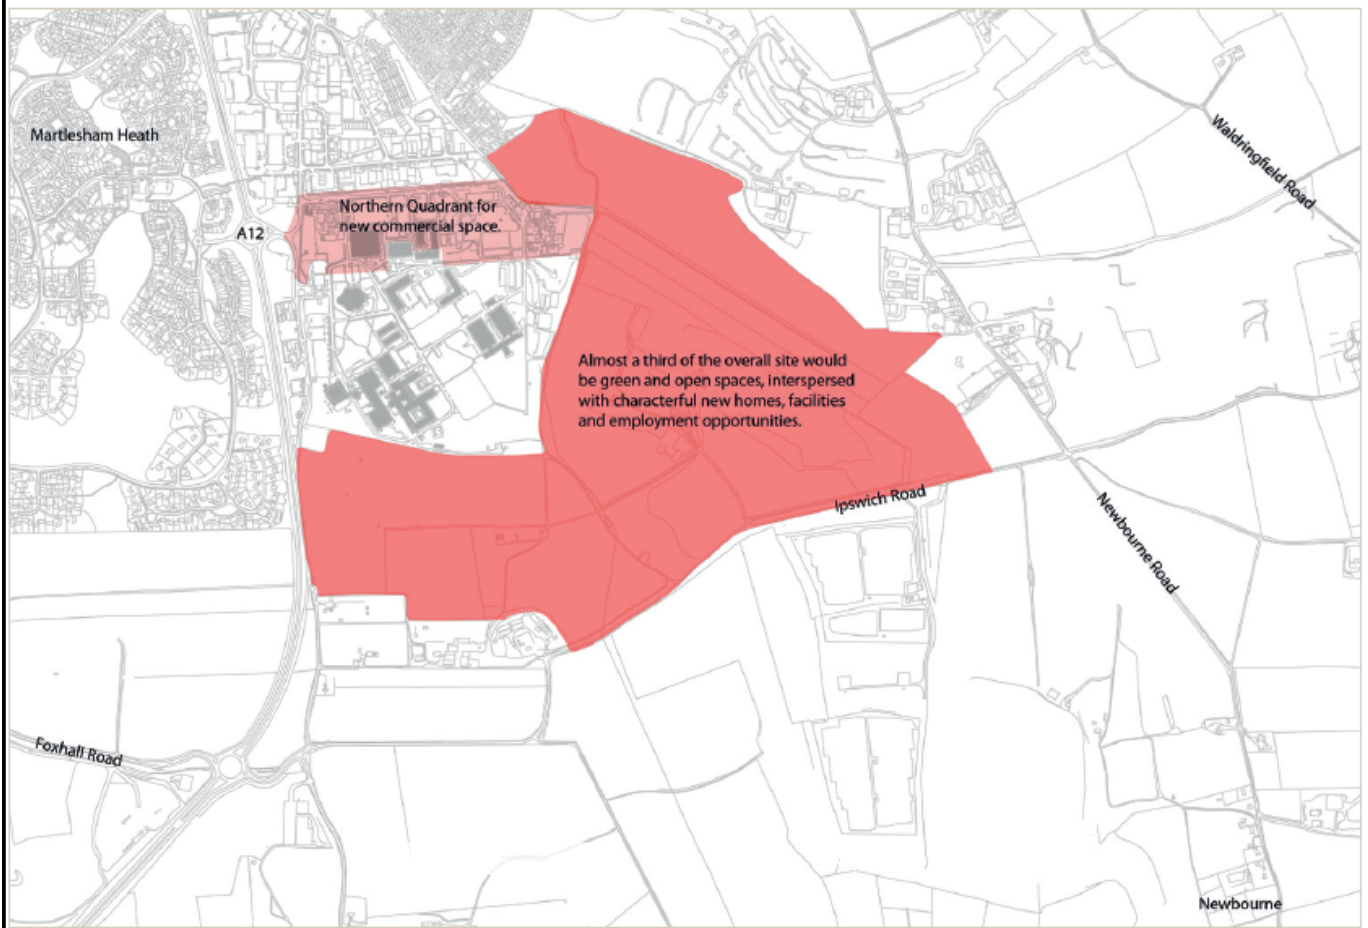 Martlesham Heath
Waldringfield Road
Northern Quadrant for
new commercial space.
A12
Almost a third of the overall site would
be green and open spaces, interspersed
with characterful new homes, facilities
and employment opportunities.
Ipswich Road
Newbourne Road
Foxhall Road
Newbourne